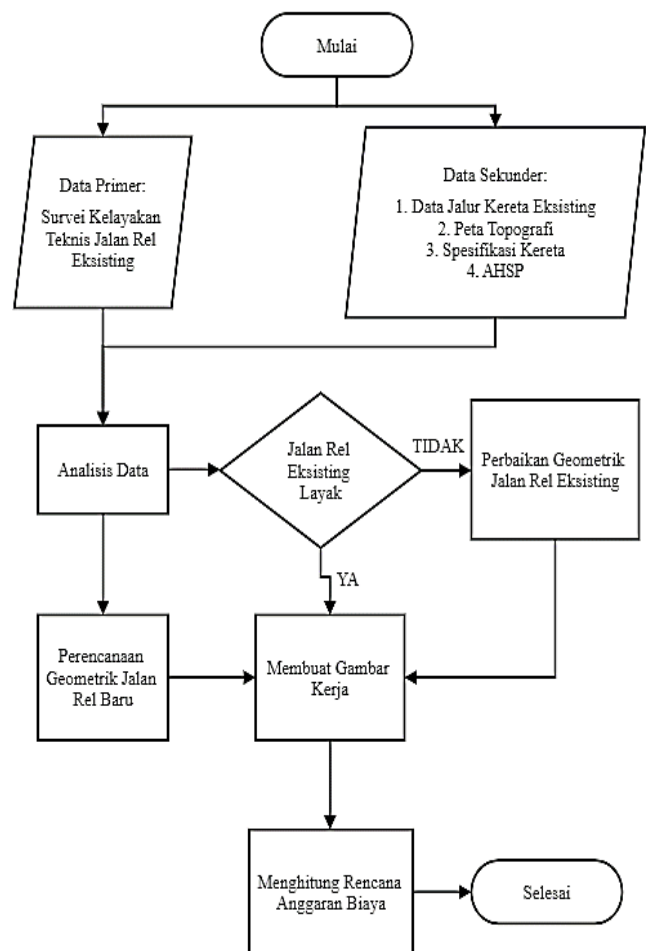 Mulai
Data Primer:
Survei Kelayakan
Teknis Jalan Rel
Eksisting
Data Sekunder:
1. Data Jalur Kereta Eksisting
2. Peta Topografi
3. Spesifikasi Kereta
4. AHSP
Analisis Data
Jalan Rel
Eksisting
Layak
TIDAK
Perbaikan Geometrik
Jalan Rel Eksisting
YA
Perencanaan
Geometrik Jalan
Rel Baru
Membuat Gambar
Kerja
Menghitung Rencana
Anggaran Biaya
Selesai